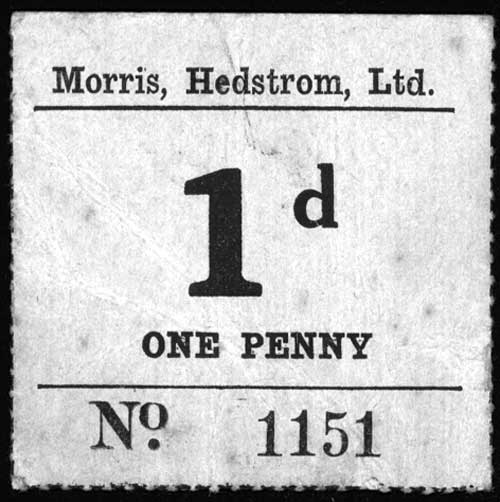 Morris, Hedstrom, Ltd.
1d
ONE PENNY
No. 1151